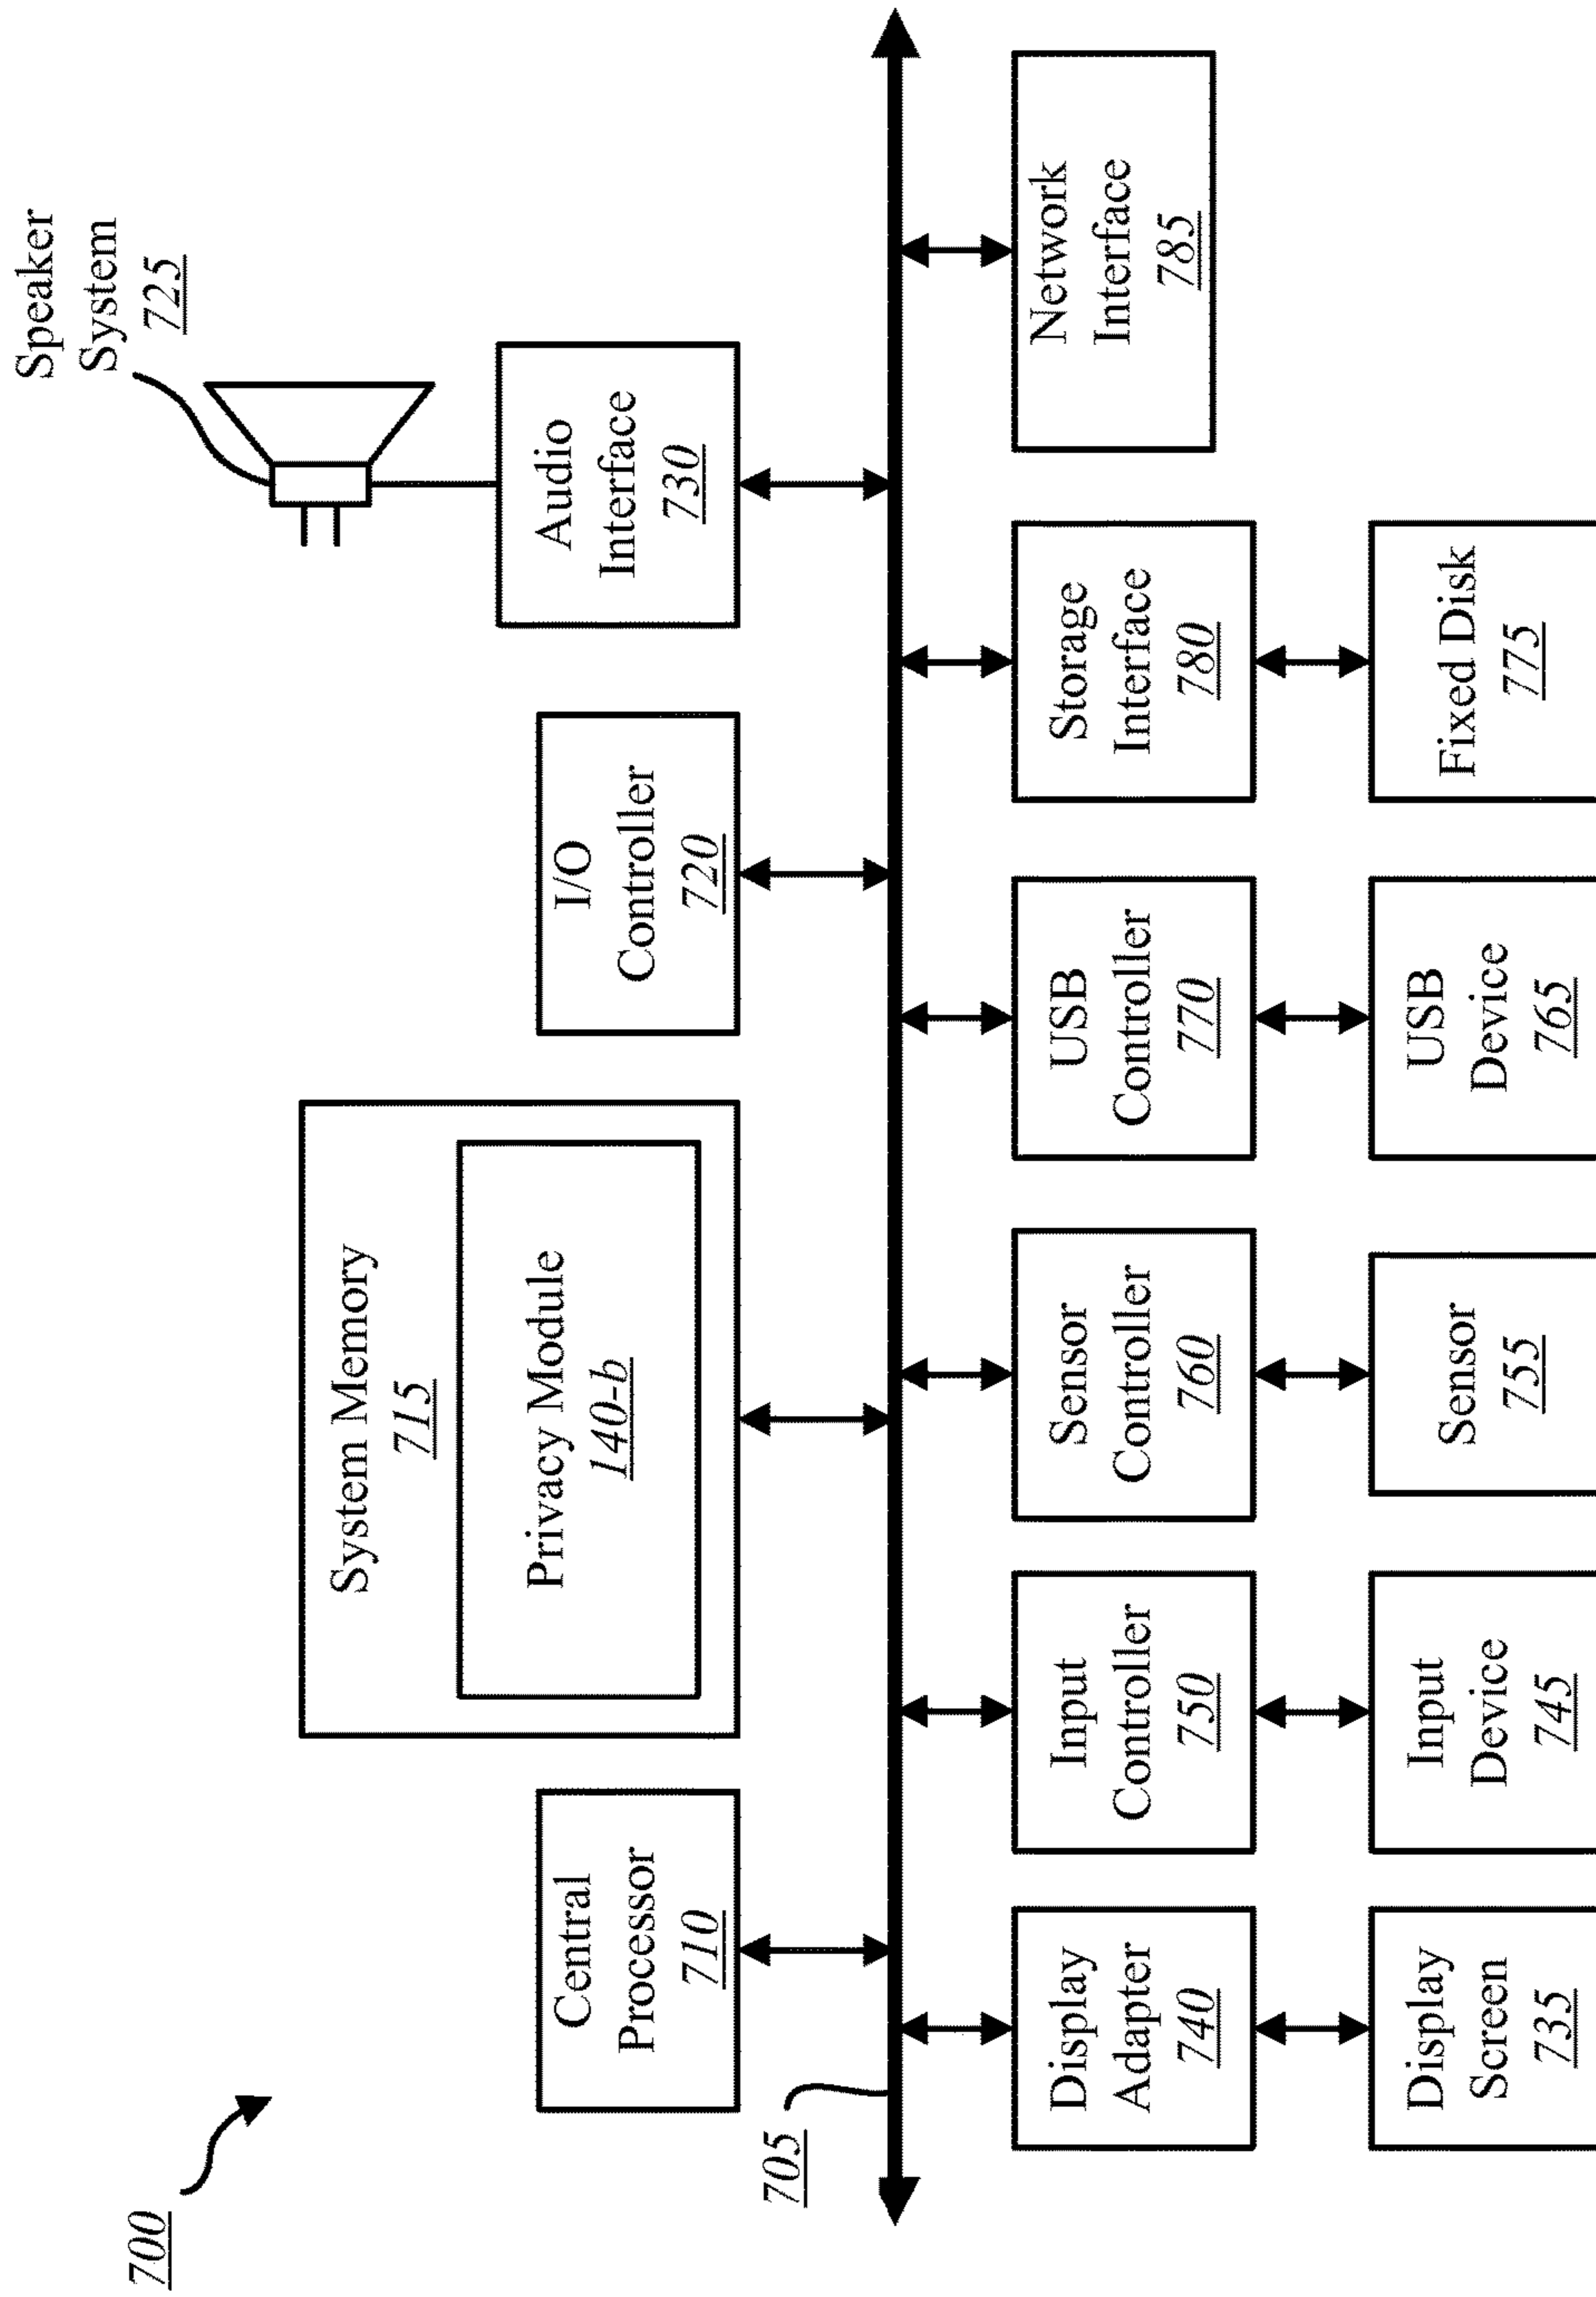 700
Central
Processor
710
System Memory
715
Privacy Module
140-b
I/O
Controller
720
Speaker
System
725
Audio
Interface
730
705
Display
Adapter
740
Input
Controller
750
Sensor
Controller
760
USB
Controller
770
Storage
Interface
780
Network
Interface
785
Display
Screen
735
Input
Device
745
Sensor
755
USB
Device
765
Fixed Disk
775